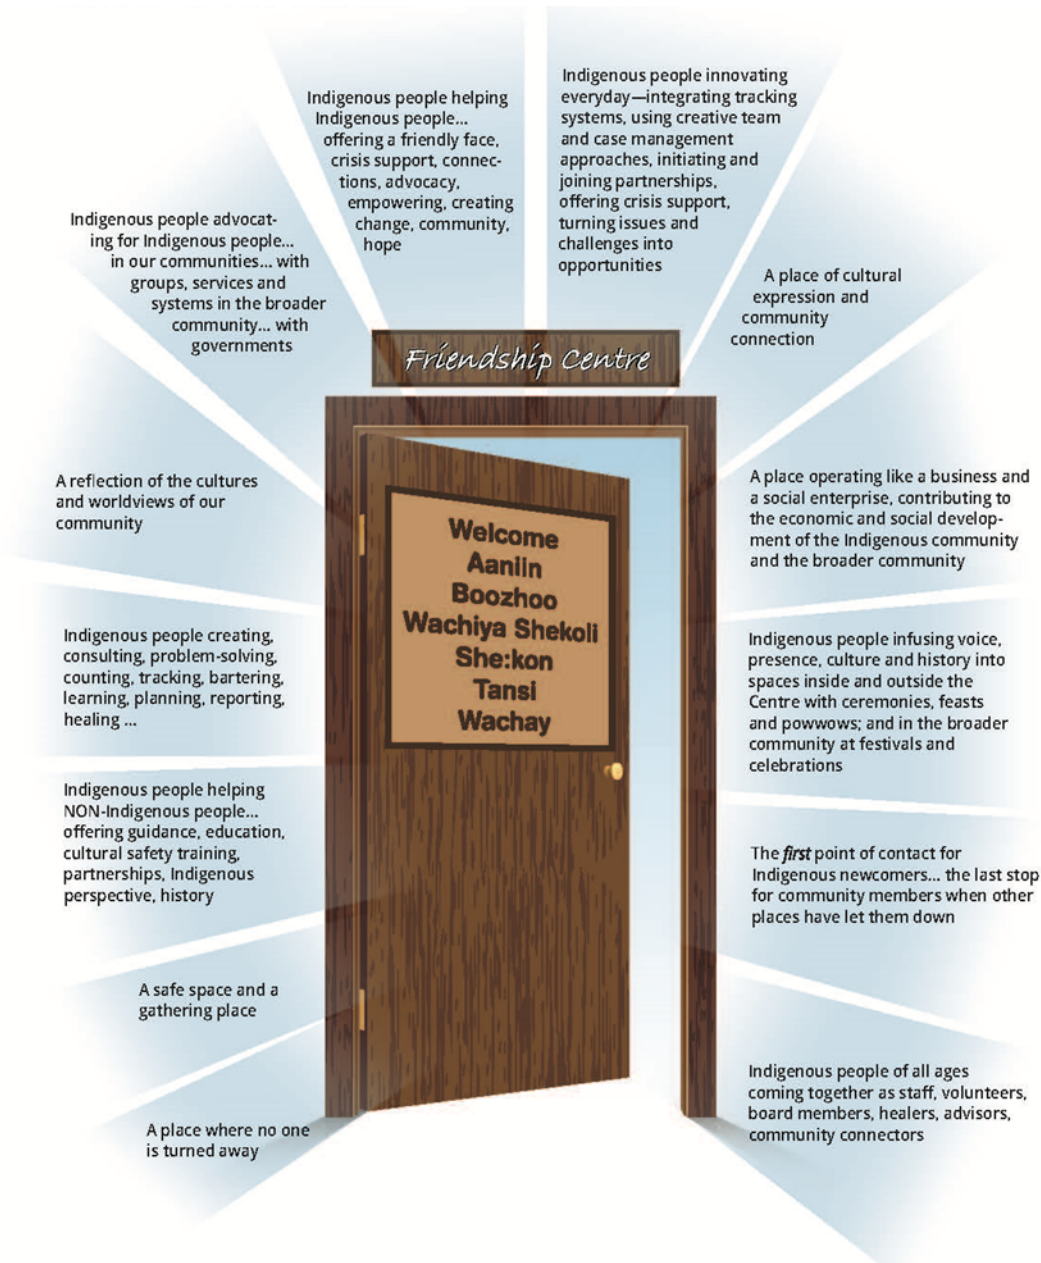 Indigenous people helping
Indigenous people...
offering a friendly face,
crisis support, connec-
tions, advocacy,
empowering, creating
change, community,
hope
Indigenous people innovating
everyday—integrating tracking
systems, using creative team
and case management
approaches, initiating and
joining partnerships,
offering crisis support,
turning issues and
challenges into
opportunities
Indigenous people advocat-
ing for Indigenous people...
in our communities... with
groups, services and
systems in the broader
community... with
governments
A place of cultural
expression and
community
connection
Friendship Centre
A reflection of the cultures
and worldviews of our
community
A place operating like a business and
a social enterprise, contributing to
the economic and social develop-
ment of the Indigenous community
and the broader community
Welcome
Aaniin
Boozhoo
Wachiya Shekoli
She:kon
Tansi
Wachay
Indigenous people creating,
consulting, problem-solving,
counting, tracking, bartering,
learning, planning, reporting,
healing ...
Indigenous people infusing voice,
presence, culture and history into
spaces inside and outside the
Centre with ceremonies, feasts
and powwows; and in the broader
community at festivals and
celebrations
Indigenous people helping
NON-Indigenous people...
offering guidance, education,
cultural safety training,
partnerships, Indigenous
perspective, history
The first point of contact for
Indigenous newcomers... the last stop
for community members when other
places have let them down
A safe space and a
gathering place
Indigenous people of all ages
coming together as staff, volunteers,
board members, healers, advisors,
community connectors
A place where no one
is turned away